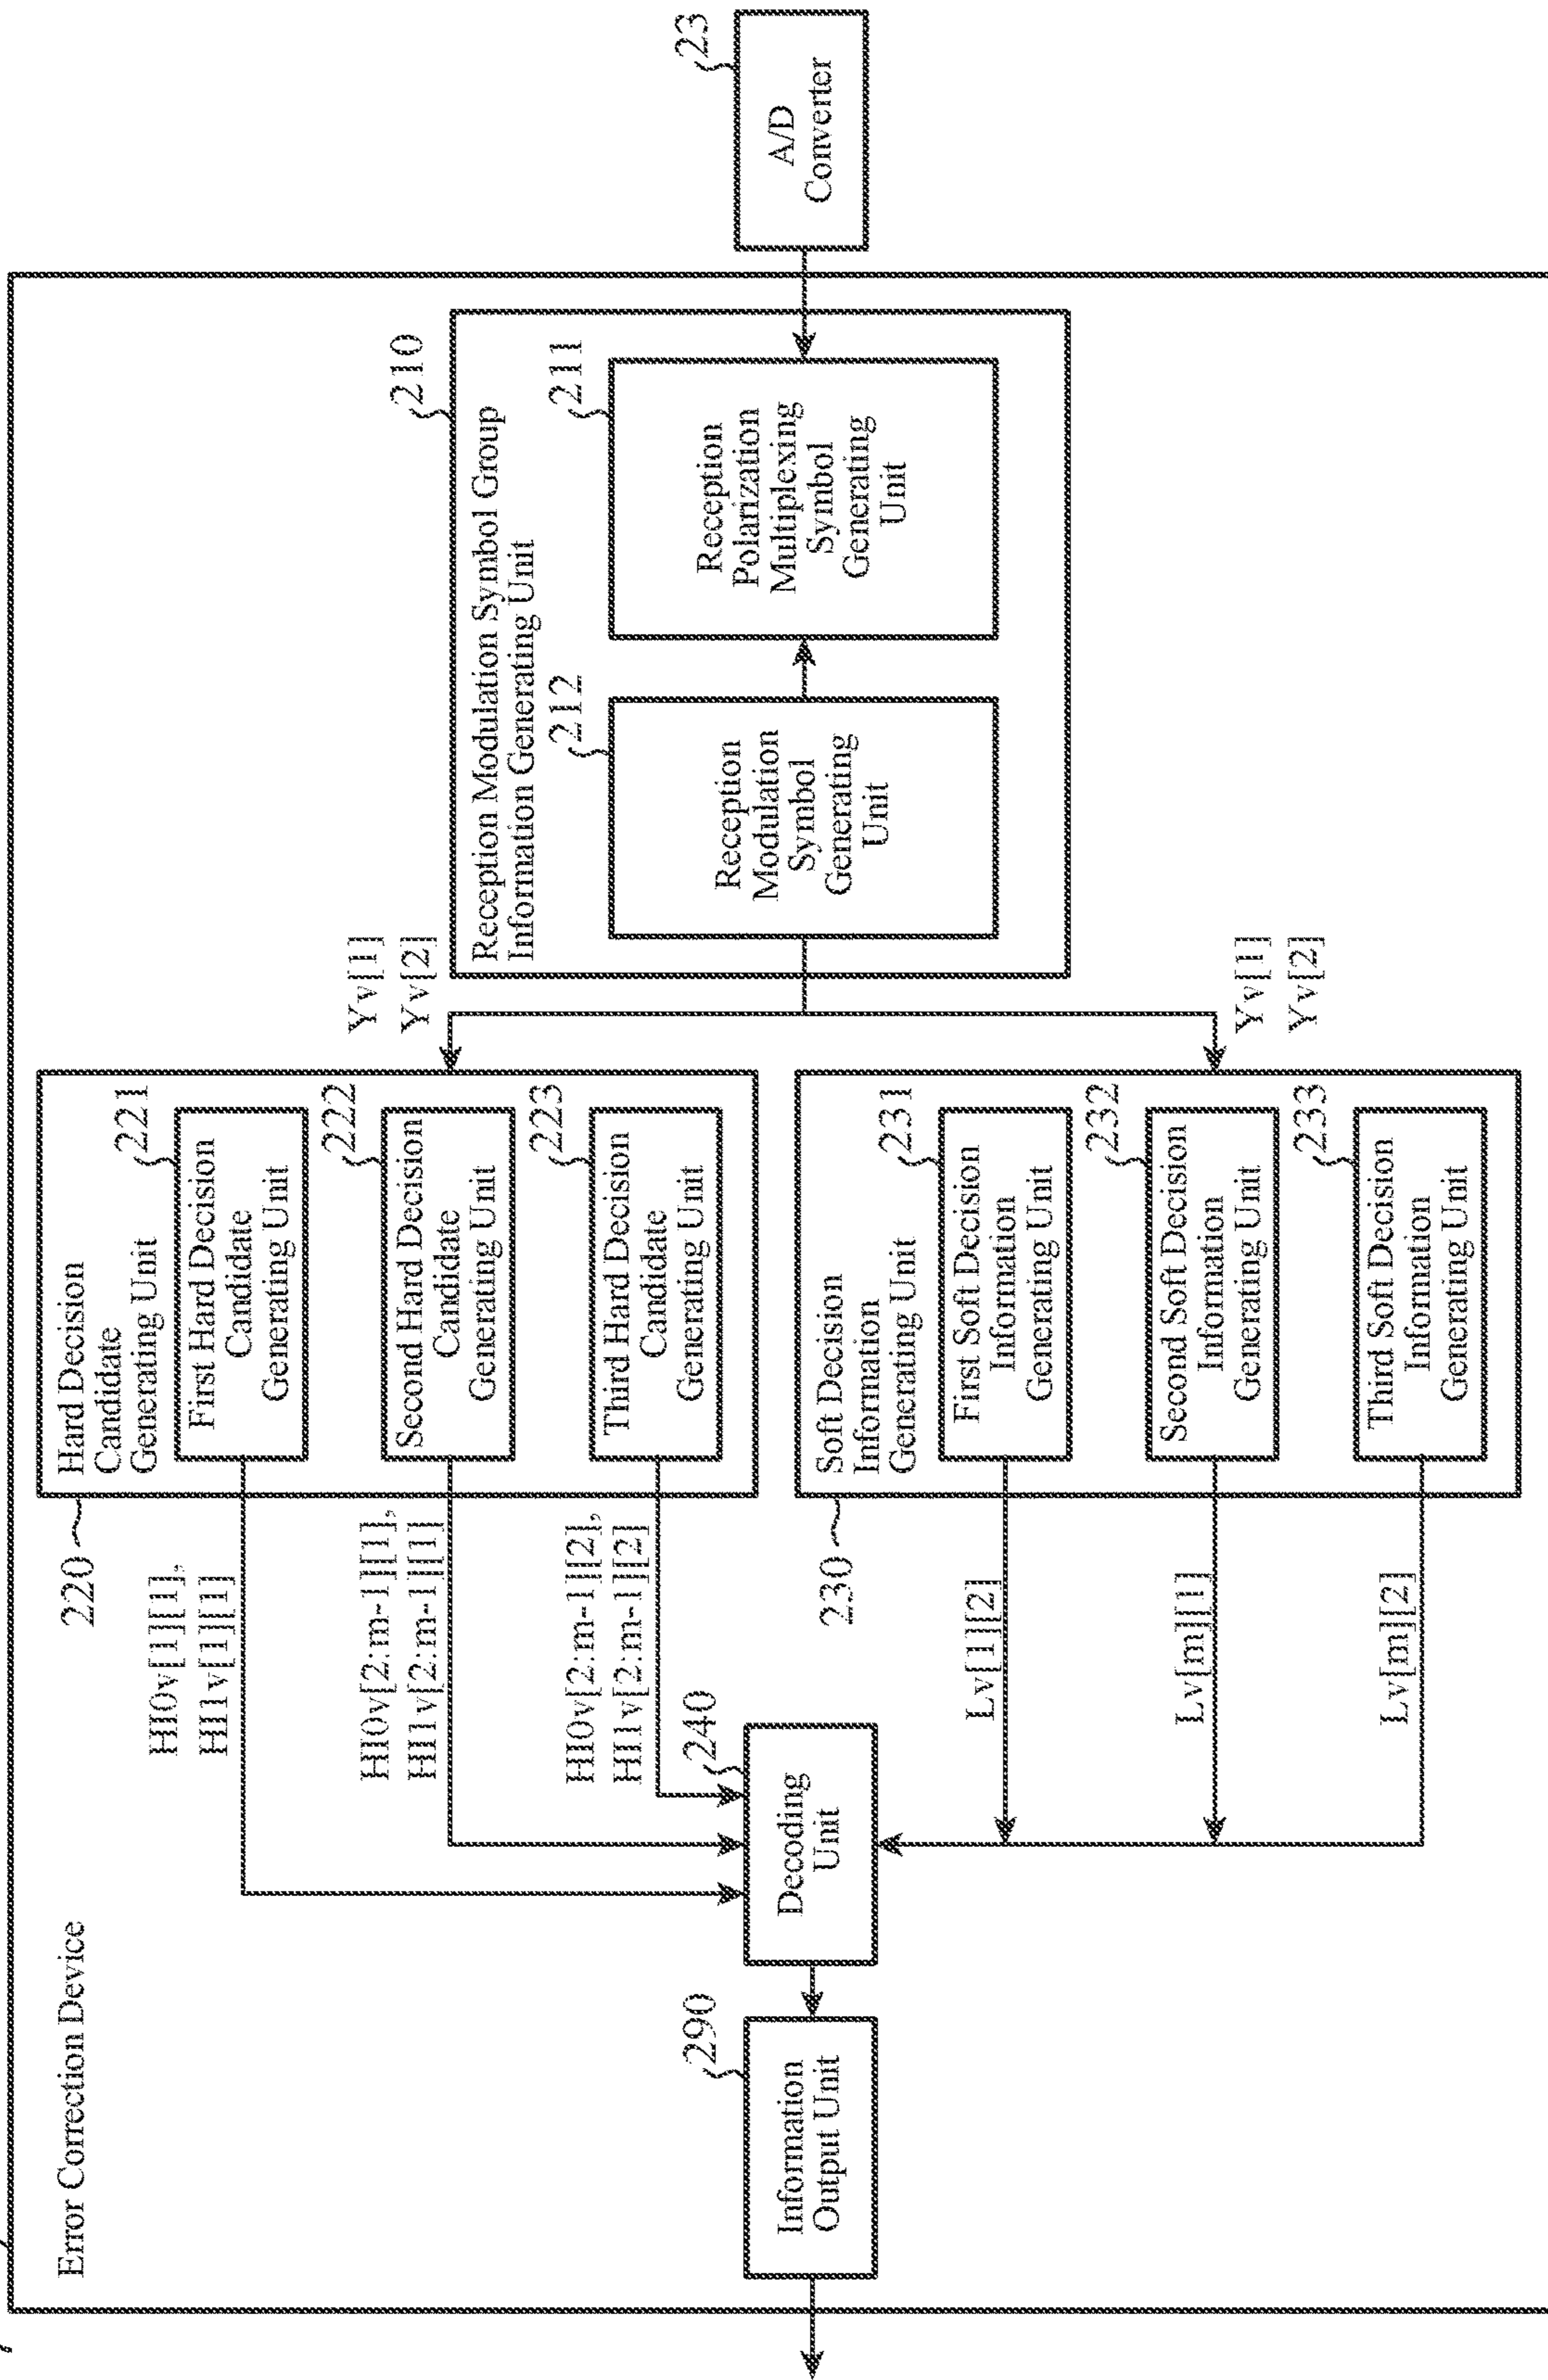 Error Correction Device
23
A/D
Converter
210
Reception Modulation Symbol Group
Information Generating Unit
211
Reception
Polarization
Multiplexing
Symbol
Generating
Unit
212
Reception
Modulation
Symbol
Generating
Unit
Yv[1]
Yv[2]
Yv[1]
Yv[2]
220
Hard Decision
Candidate
Generating Unit
221
First Hard Decision
Candidate
Generating Unit
222
Second Hard Decision
Candidate
Generating Unit
223
Third Hard Decision
Candidate
Generating Unit
230
Soft Decision
Information
Generating Unit
231
First Soft Decision
Information
Generating Unit
232
Second Soft Decision
Information
Generating Unit
233
Third Soft Decision
Information
Generating Unit
HI0v[1][1],
HI1v[1][1]
HI0v[2:m-1][1],
HI1v[2:m-1][1]
HI0v[2:m-1][2],
HI1v[2:m-1][2]
Lv[1][2]
Lv[m][1]
Lv[m][2]
240
Decoding
Unit
290
Information
Output Unit